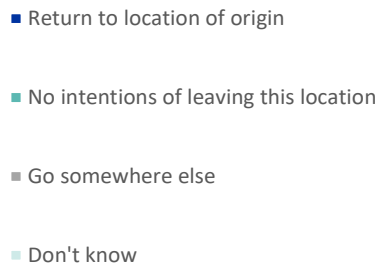 Return to location of origin
No intentions of leaving this location
Go somewhere else
Don't know